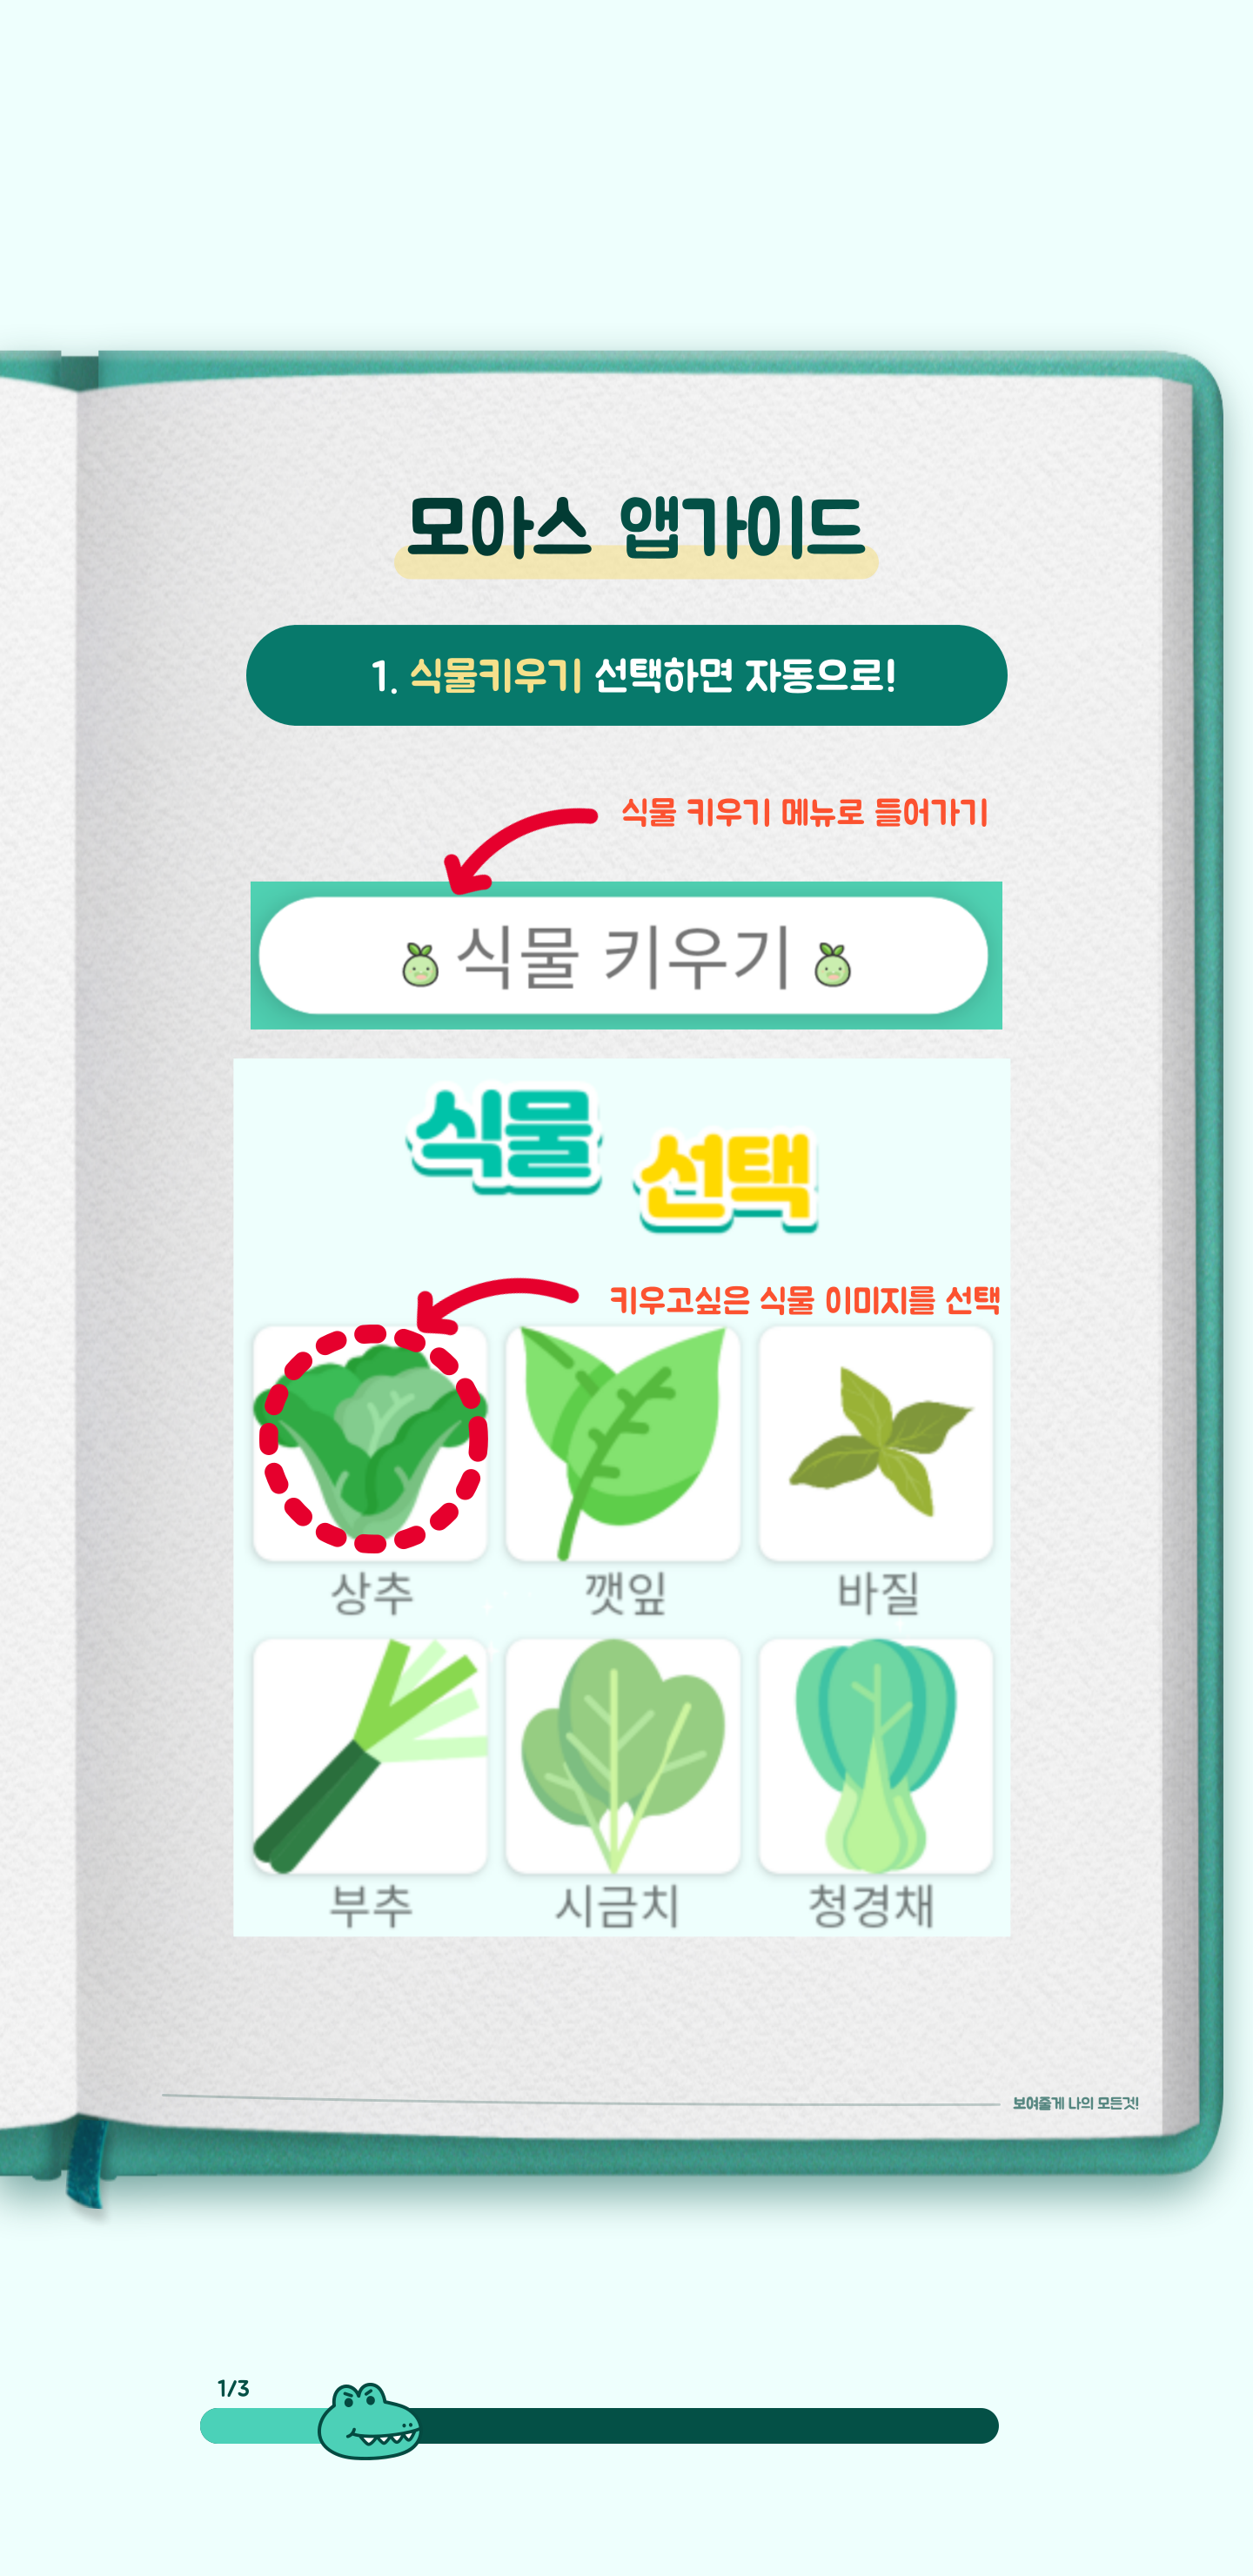 모아스 앱가이드
1. 식물키우기 선택하면 자동으로!
식물 키우기 메뉴로 들어가기
식물 키우기
식물 선택
키우고싶은 식물 이미지를 선택
상추 깻잎 바질
부추 시금치 청경채
보여줄게 나의 모든것!
1/3